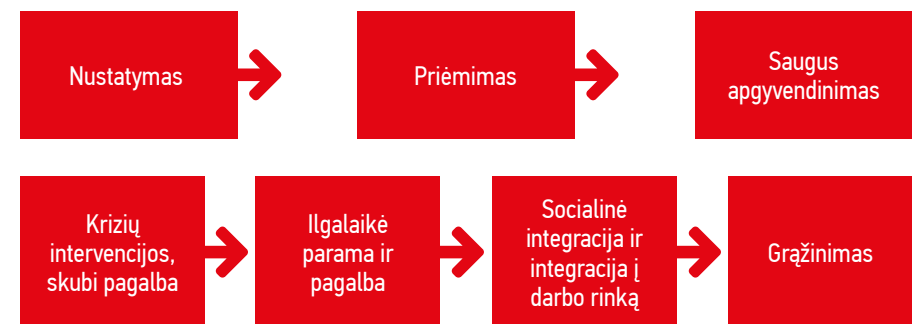 Nustatymas
Priėmimas
Saugus
apgyvendinimas
Krizių
intervencijos,
skubi pagalba
Ilgalaikė
parama ir
pagalba
Socialinė
integracija ir
integracija į
darbo rinką
Grąžinimas